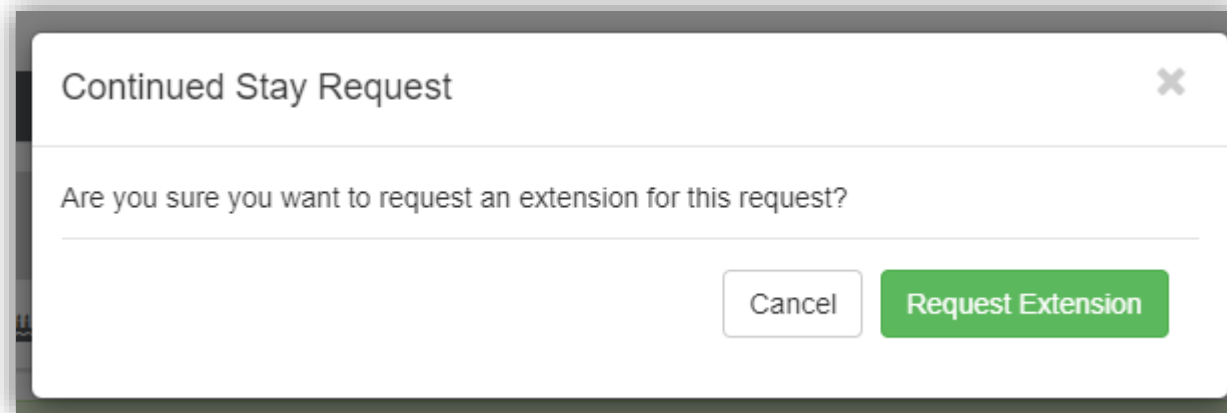 Continued Stay Request
Are you sure you want to request an extension for this request?
Cancel
Request Extension